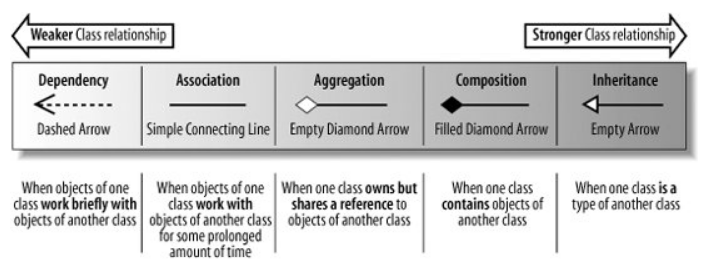 Weaker Class relationship
Stronger Class relationship
Dependency
Dashed Arrow
Association
Simple Connecting Line
Aggregation
Empty Diamond Arrow
Composition
Filled Diamond Arrow
Inheritance
Empty Arrow
When objects of one
class work briefly with
objects of another class
When objects of one
class work with
objects of another class
for some prolonged
amount of time
When one class owns but
shares a reference to
objects of another class
When one class
contains objects of
another class
When one class is a
type of another class